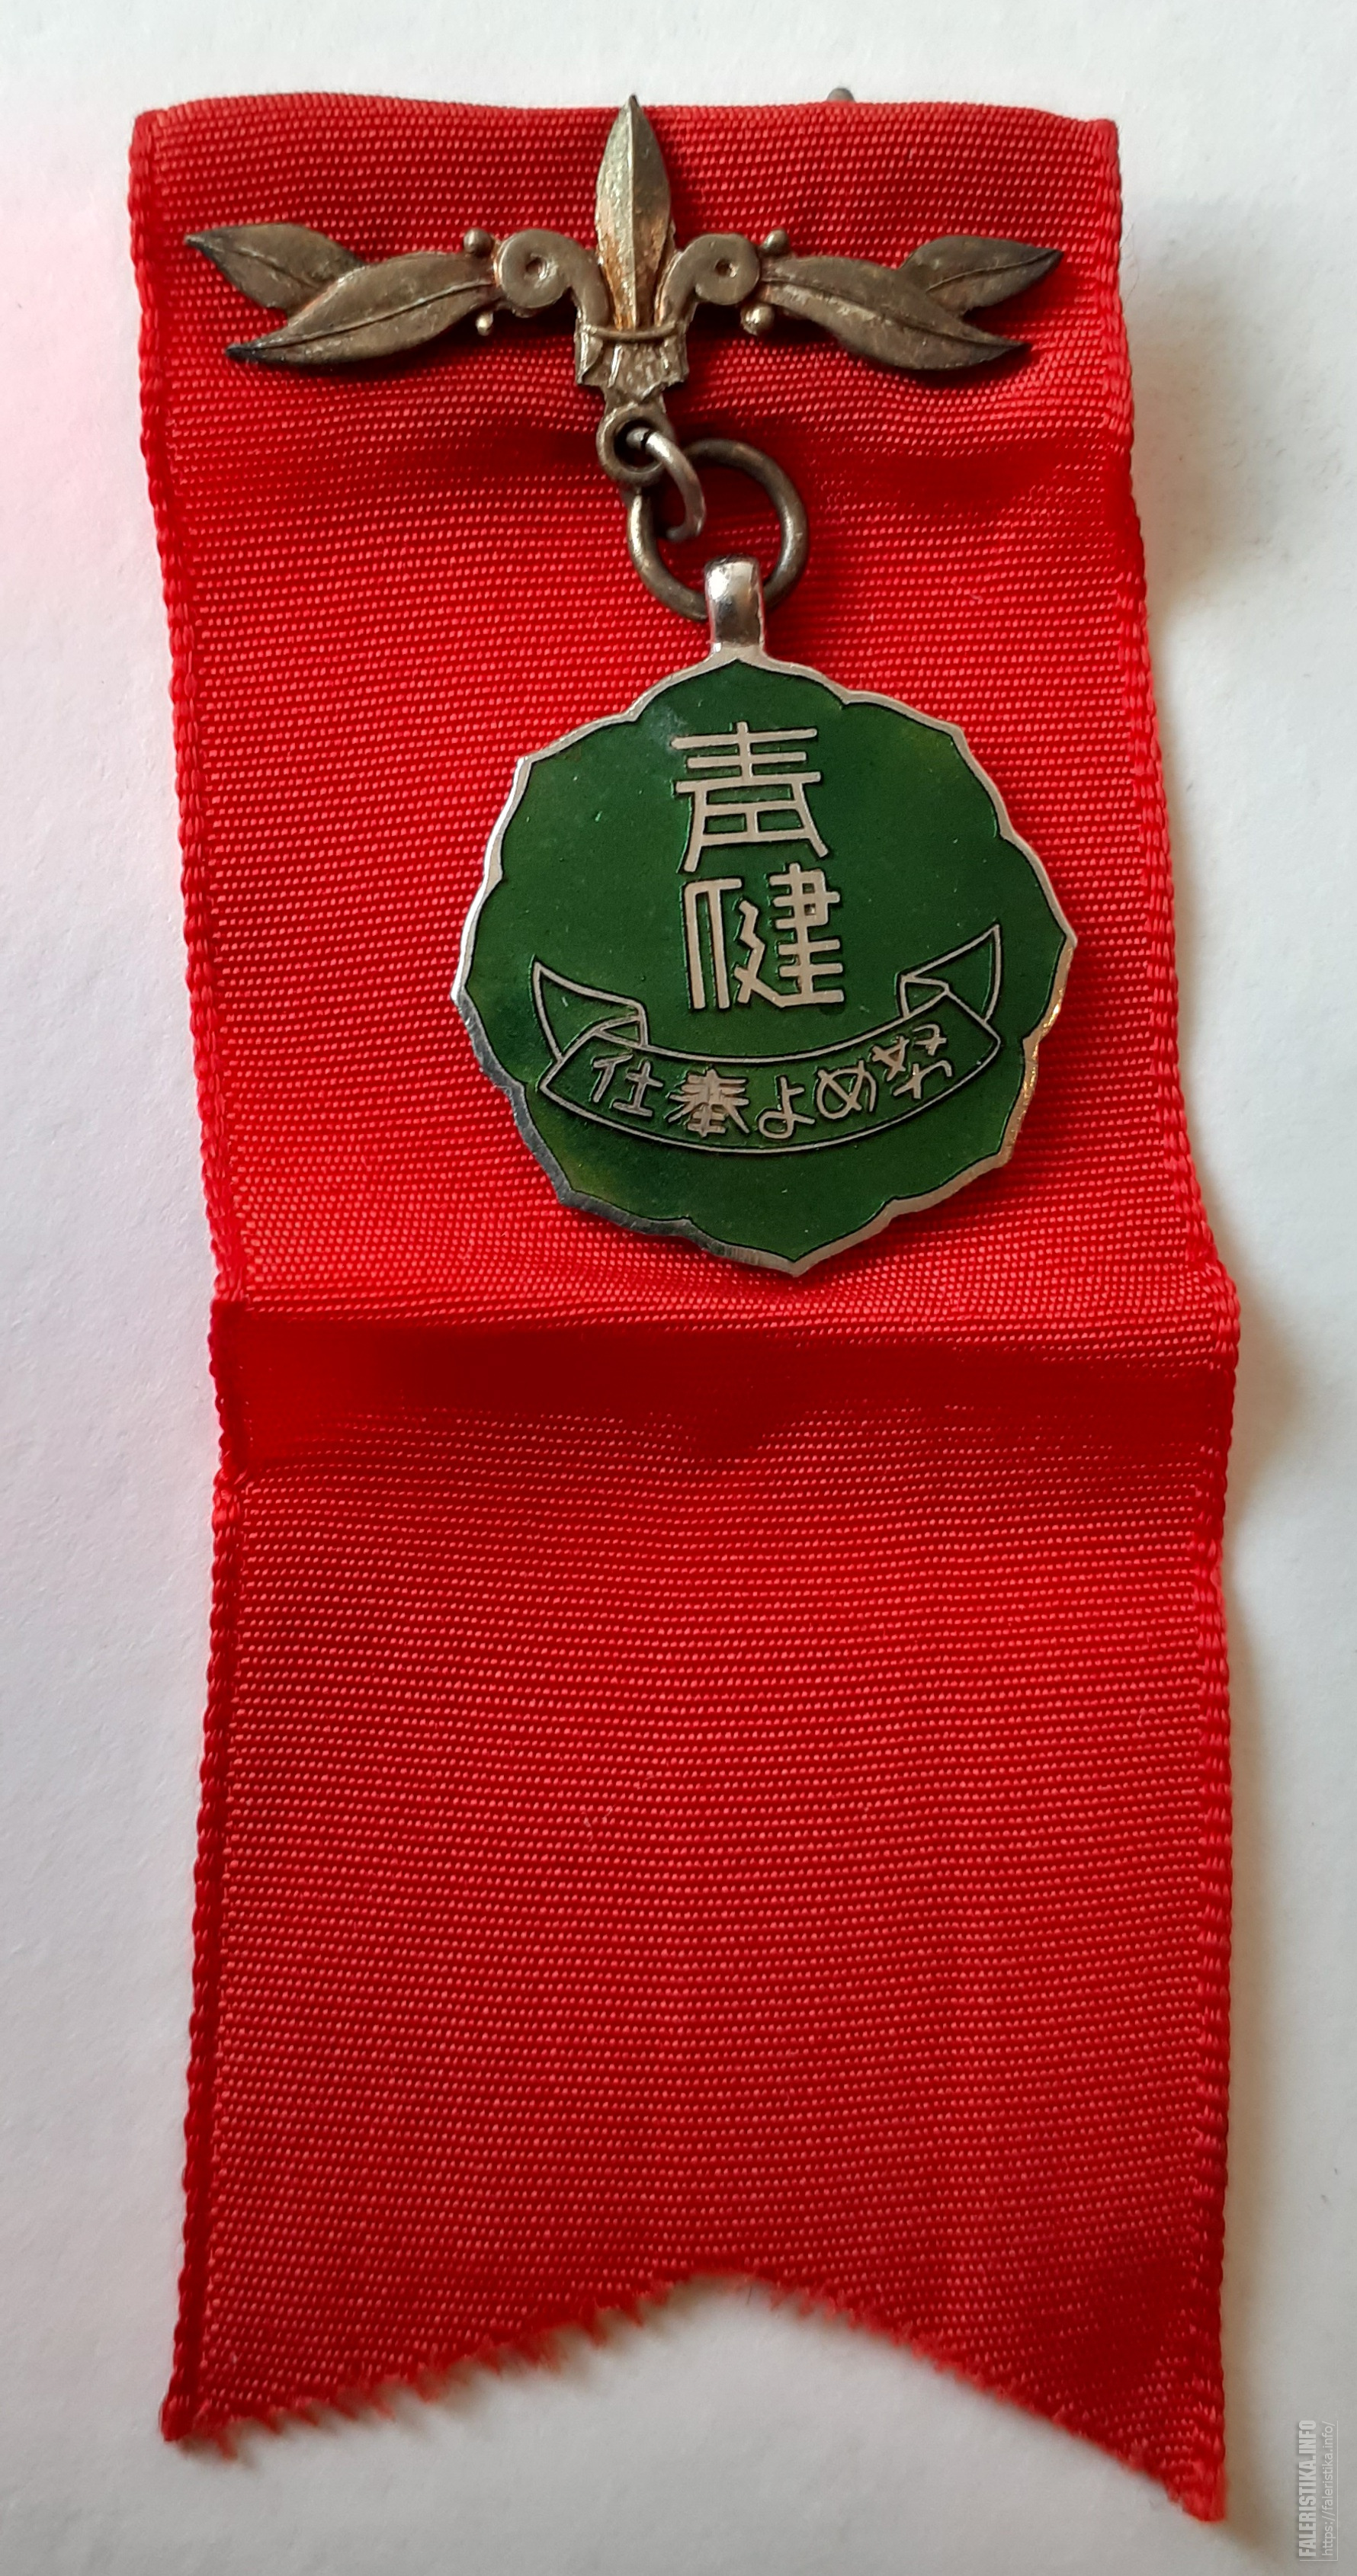 青健
努めよ奉仕
FALERISTIKA.INFO
https://faleristika.info/